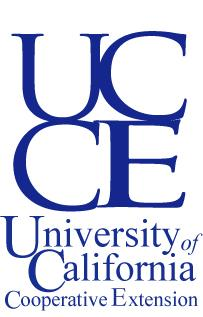 UC
CE
University of
California
Cooperative Extension